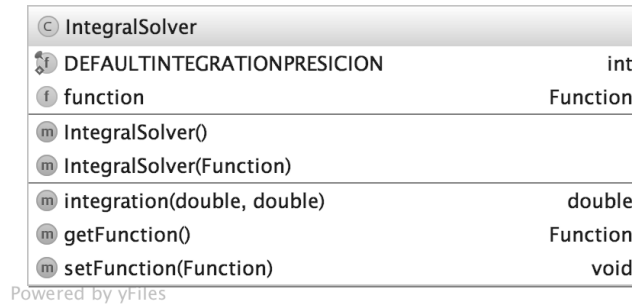 IntegralSolver
DEFAULTINTEGRATIONPRESICION int
function Function
IntegralSolver()
IntegralSolver(Function)
integration(double, double) double
getFunction() Function
setFunction(Function) void
Powered by yFiles